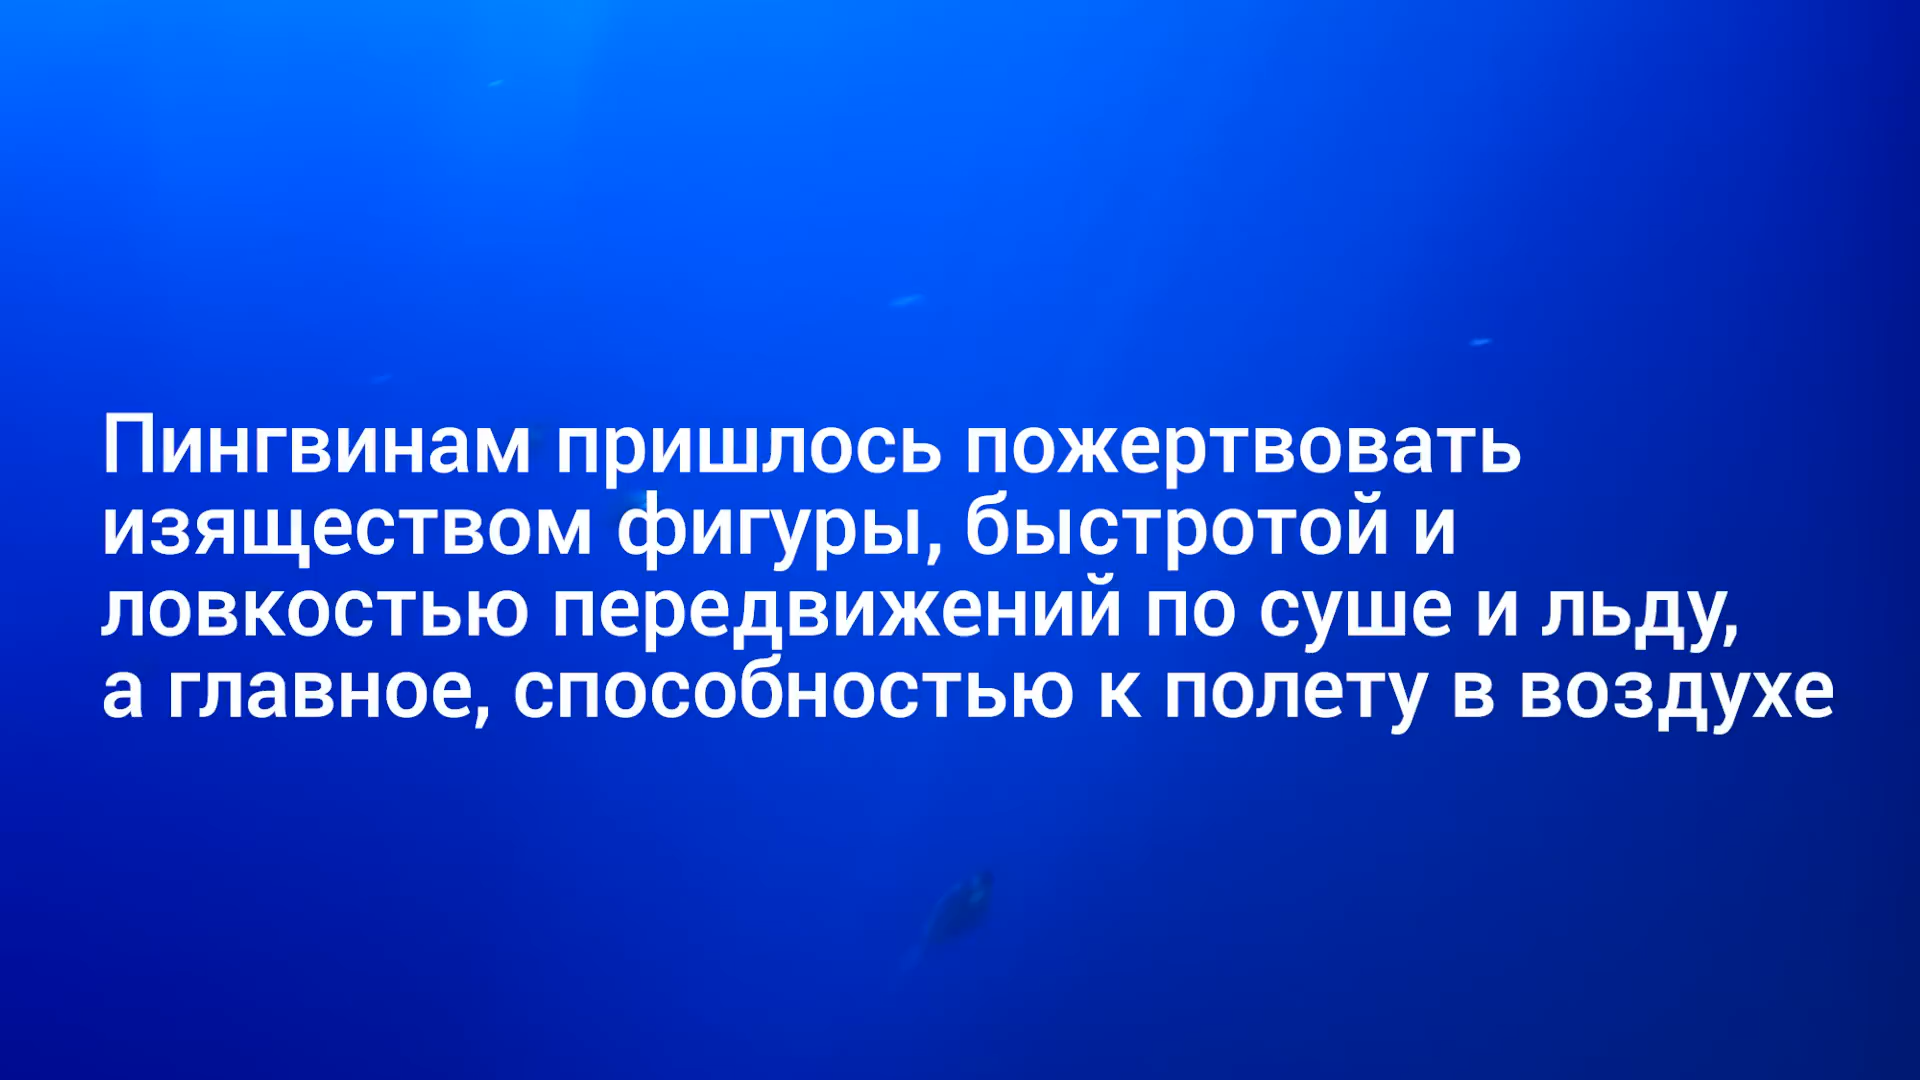 Пингвинам пришлось пожертвовать
изяществом фигуры, быстротой и
ловкостью передвижений по суше и льду,
а главное, способностью к полету в воздухе